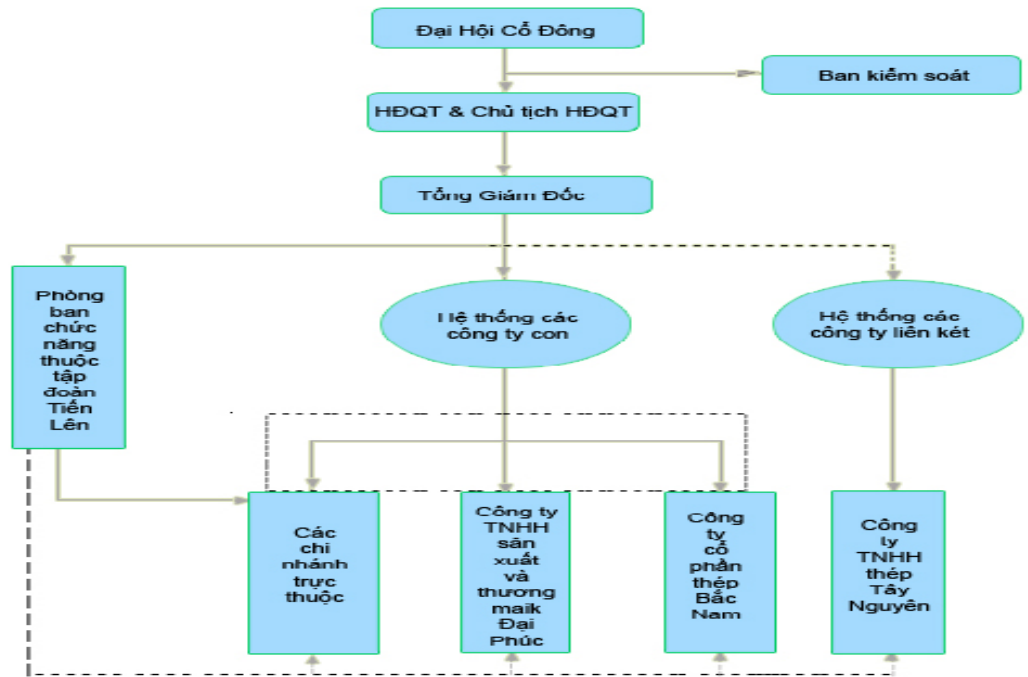 Đại Hội Cổ Đông
Ban kiểm soát
HĐQT & Chủ tịch HĐQT
Tổng Giám Đốc
Phòng
ban
chức
năng
thuộc
tập
đoàn
Tiến
Lên
Hệ thống các
công ty con
Hệ thống các
công ty liên két
Các
chi
nhánh
trực
thuộc
Công ty
TNHH
sản
xuất
và
thương
maik
Đại
Phúc
Công
ty
cổ
phần
thép
Bắc
Nam
Công
ty
TNHH
thép
Tây
Nguyên